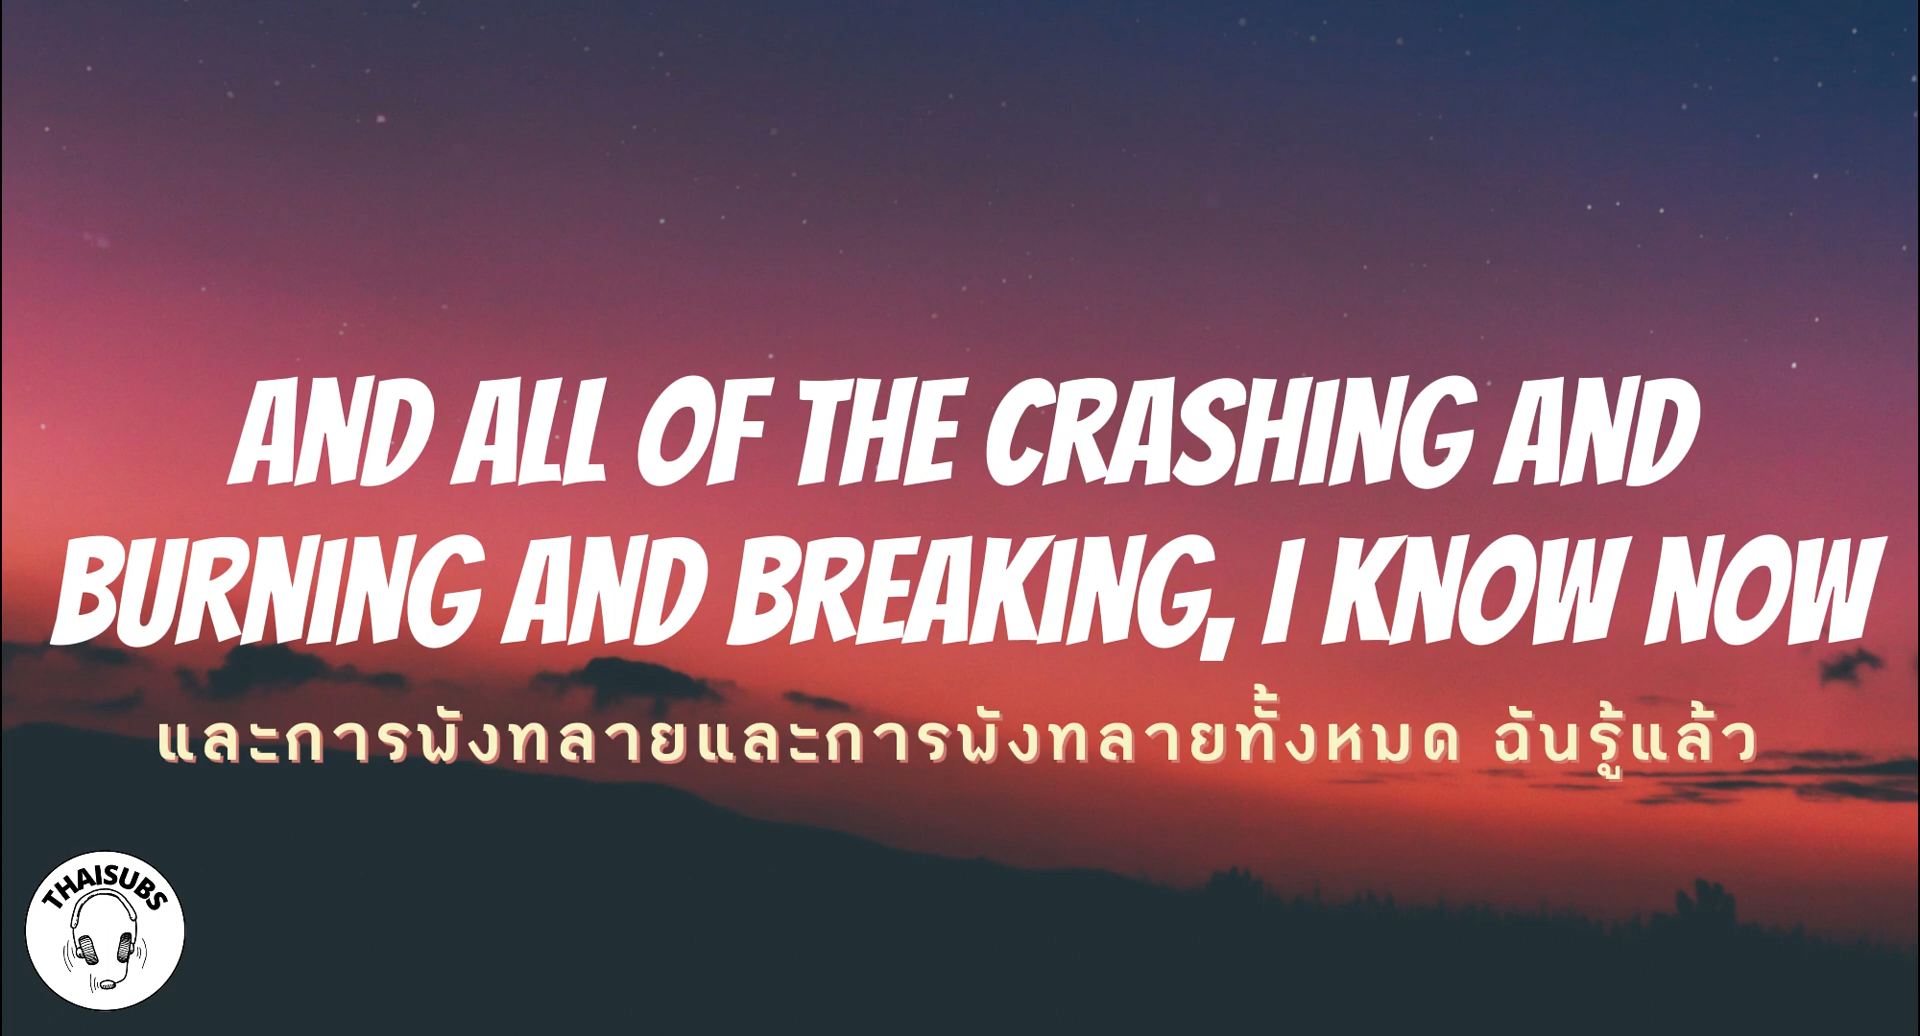 AND ALL OF THE CRASHING AND
BURNING AND BREAKING, I KNOW NOW
และการพังทลายและการพังทลายทั้งหมด ฉันรู้แล้ว
THAISUBS